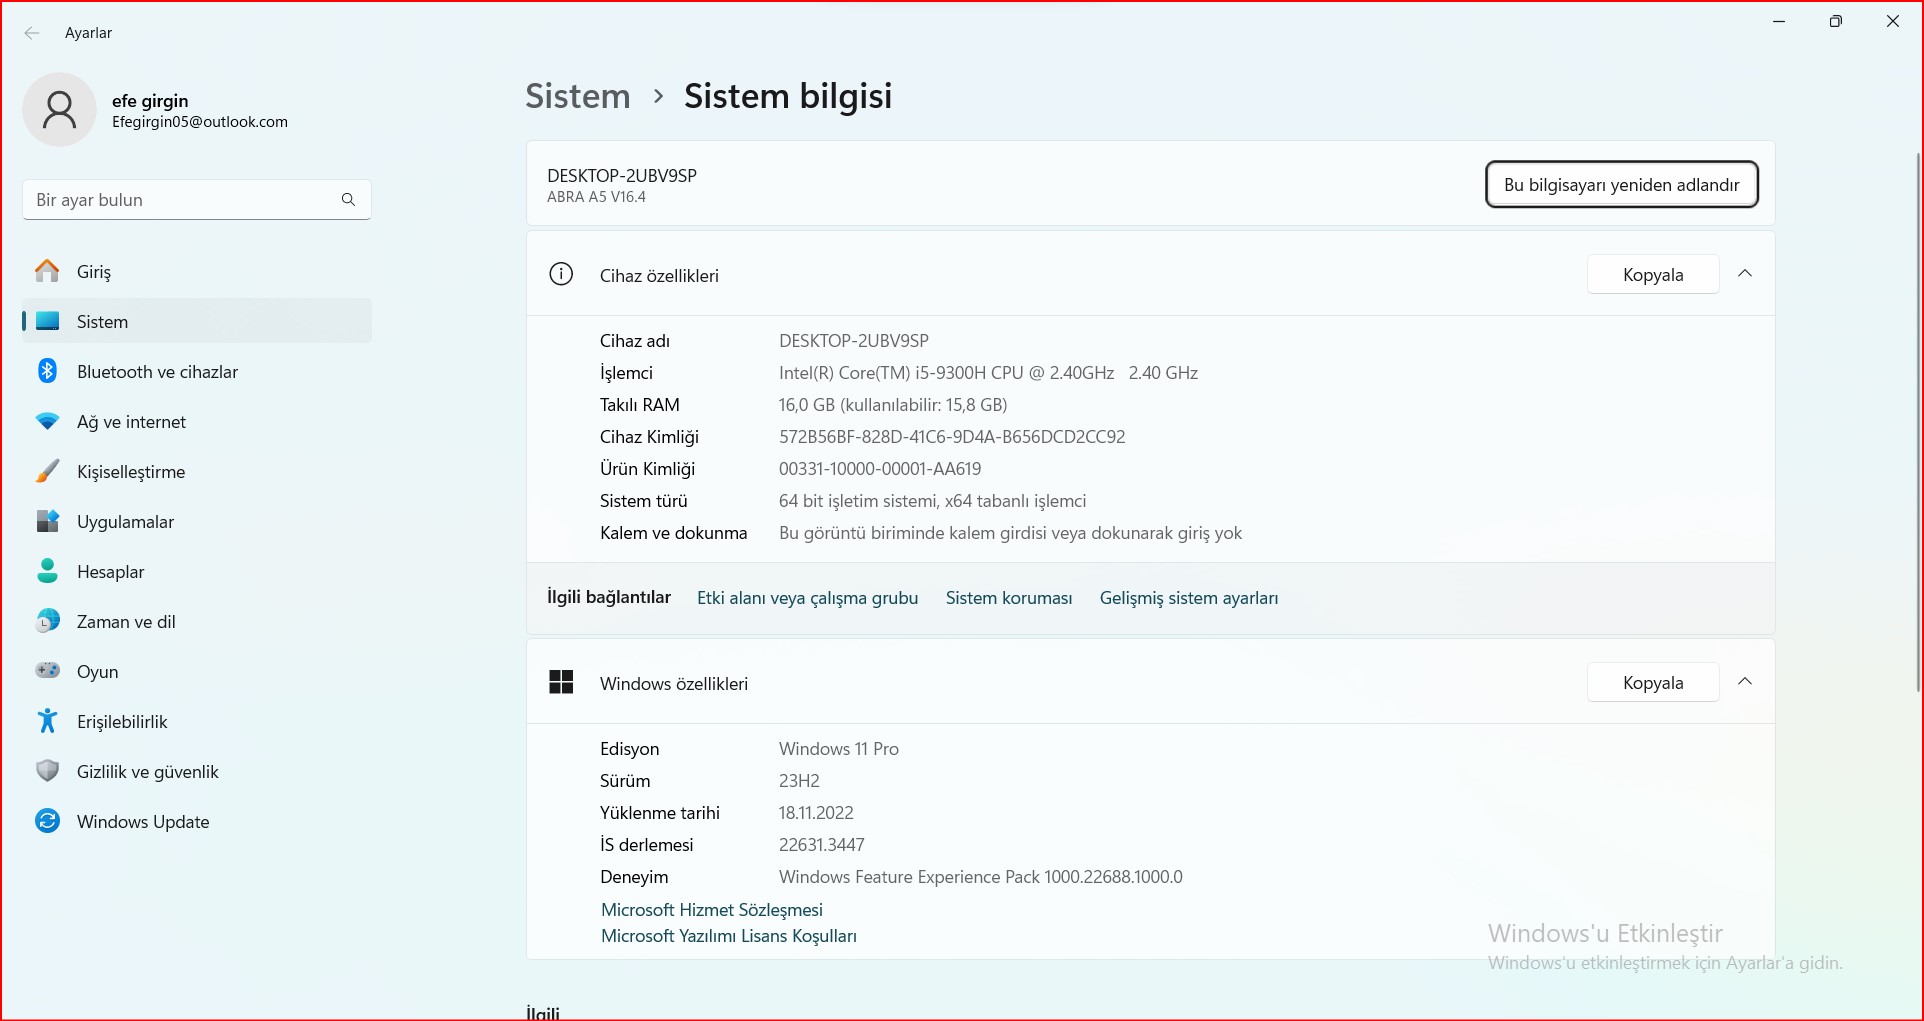 Ayarlar
efe girgin
Efegirgin05@outlook.com
Bir ayar bulun
Giriş
Sistem
Bluetooth ve cihazlar
Ağ ve internet
Kişiselleştirme
Uygulamalar
Hesaplar
Zaman ve dil
Oyun
Erişilebilirlik
Gizlilik ve güvenlik
Windows Update
Sistem › Sistem bilgisi
DESKTOP-2UBV9SP
ABRA A5 V16.4
Bu bilgisayarı yeniden adlandır
Cihaz özellikleri
Kopyala
Cihaz adı DESKTOP-2UBV9SP
İşlemci Intel(R) Core(TM) i5-9300H CPU @ 2.40GHz 2.40 GHz
Takılı RAM 16,0 GB (kullanılabilir: 15,8 GB)
Cihaz Kimliği 572B56BF-828D-41C6-9D4A-B656DCD2CC92
Ürün Kimliği 00331-10000-00001-AA619
Sistem türü 64 bit işletim sistemi, x64 tabanlı işlemci
Kalem ve dokunma Bu görüntü biriminde kalem girdisi veya dokunarak giriş yok
İlgili bağlantılar Etki alanı veya çalışma grubu Sistem koruması Gelişmiş sistem ayarları
Windows özellikleri
Kopyala
Edisyon Windows 11 Pro
Sürüm 23H2
Yüklenme tarihi 18.11.2022
İS derlemesi 22631.3447
Deneyim Windows Feature Experience Pack 1000.22688.1000.0
Microsoft Hizmet Sözleşmesi
Microsoft Yazılımı Lisans Koşulları
Windows'u Etkinleştir
Windows'u etkinleştirmek için Ayarlar'a gidin.
İlgili